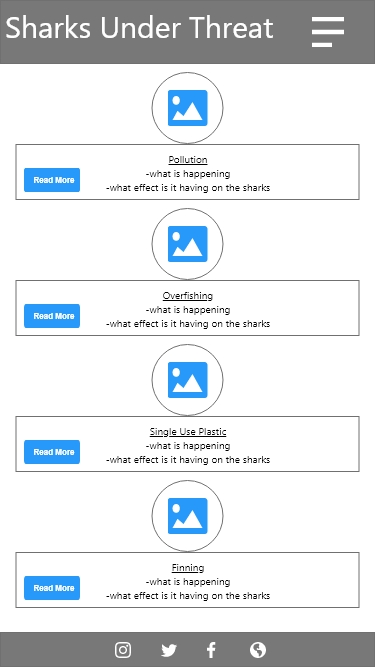 Sharks Under Threat
Pollution
-what is happening
Read More
-what effect is it having on the sharks
Overfishing
-what is happening
Read More
-what effect is it having on the sharks
Single Use Plastic
-what is happening
Read More
-what effect is it having on the sharks
Finning
-what is happening
Read More
-what effect is it having on the sharks